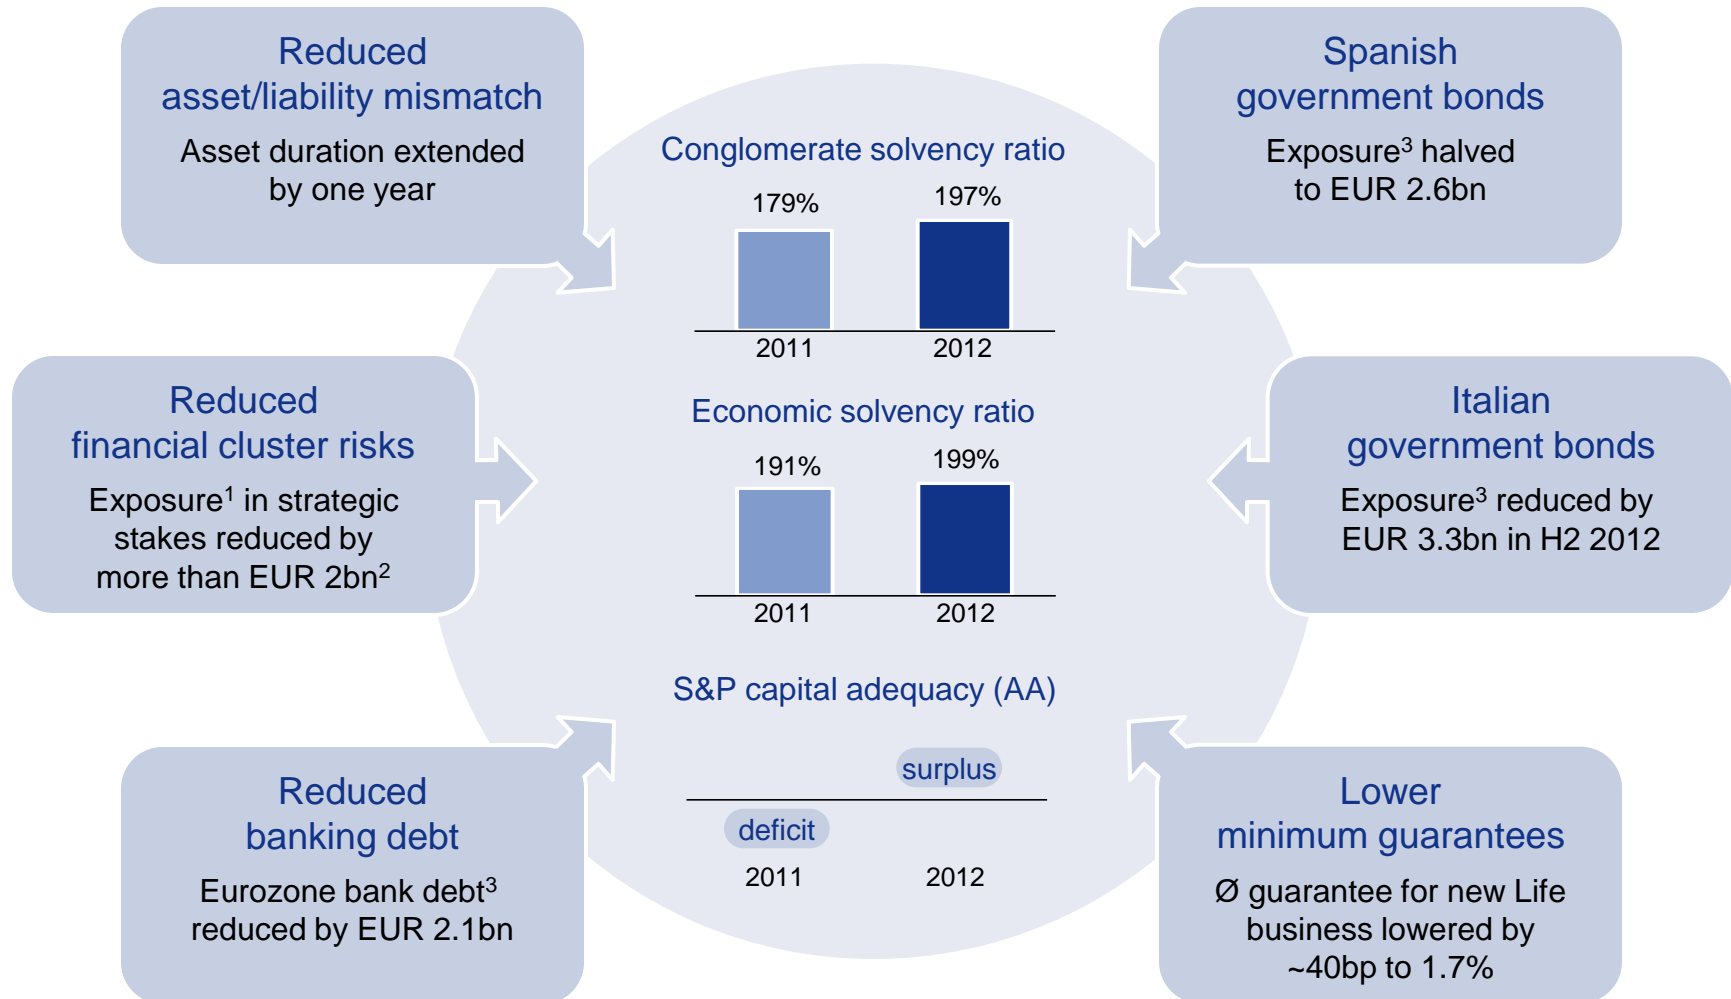 Reduced
asset/liability mismatch
Asset duration extended
by one year
Spanish
government bonds
Exposure³ halved
to EUR 2.6bn
Conglomerate solvency ratio
179%
197%
2011
2012
Reduced
financial cluster risks
Exposure¹ in strategic
stakes reduced by
more than EUR 2bn²
Economic solvency ratio
191%
199%
2011
2012
Italian
government bonds
Exposure³ reduced by
EUR 3.3bn in H2 2012
S&P capital adequacy (AA)
surplus
deficit
2011
2012
Reduced
banking debt
Eurozone bank debt³
reduced by EUR 2.1bn
Lower
minimum guarantees
Ø guarantee for new Life
business lowered by
~40bp to 1.7%